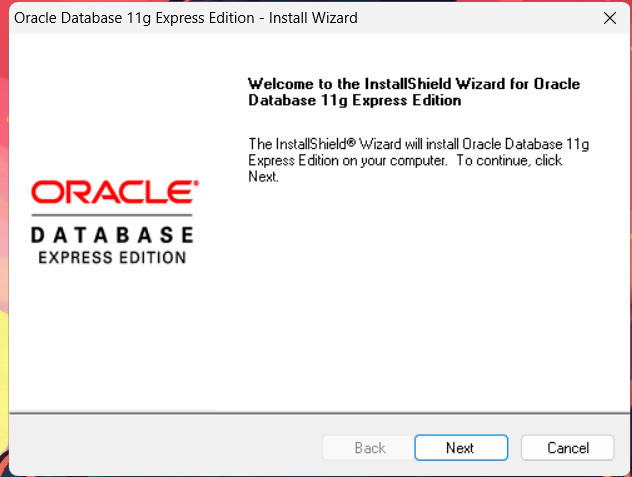 Oracle Database 11g Express Edition - Install Wizard
Welcome to the InstallShield Wizard for Oracle
Database 11g Express Edition
The InstallShield® Wizard will install Oracle Database 11g
Express Edition on your computer.  To continue, click
Next.
ORACLE®
DATABASE
EXPRESS EDITION
Back
Next
Cancel